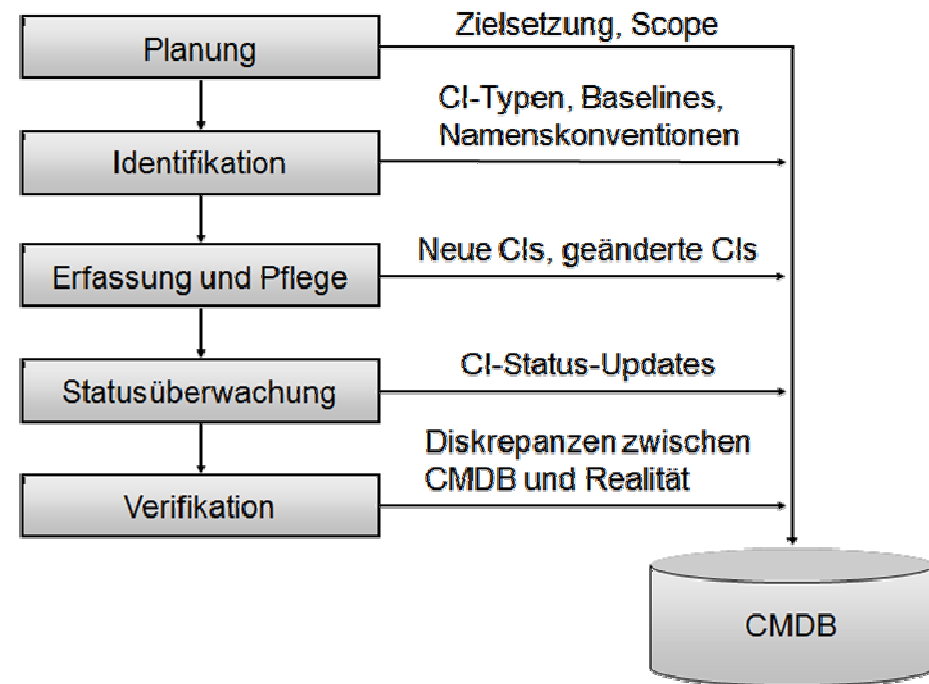 Planung
Zielsetzung, Scope
CI-Typen, Baselines,
Namenskonventionen
Identifikation
Neue CIs, geänderte CIs
Erfassung und Pflege
CI-Status-Updates
Statusüberwachung
Diskrepanzen zwischen
CMDB und Realität
Verifikation
CMDB